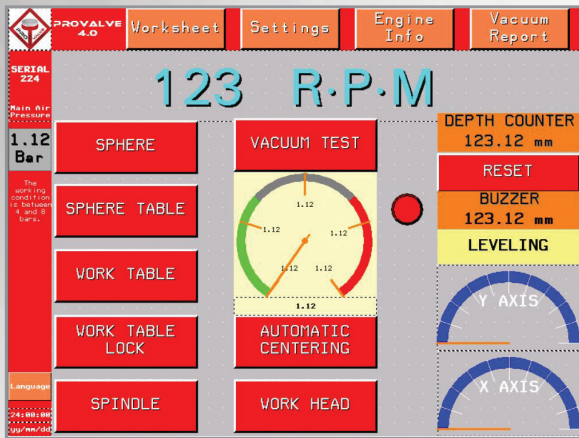 PROVALVE
4.0
Worksheet
Settings
Engine
Info
Vacuum
Report
SERIAL
224
Main Air
Pressure
1.12
Bar
The
working
condition
is between
4 and 8
bars.
Language
24:00:00
yy/mm/dd
123 R.P.M
SPHERE
SPHERE TABLE
WORK TABLE
WORK TABLE
LOCK
SPINDLE
VACUUM TEST
1.12
1.12
1.12
1.12
1.12
1.12
AUTOMATIC
CENTERING
WORK HEAD
DEPTH COUNTER
123.12 mm
RESET
BUZZER
123.12 mm
LEVELING
Y AXIS
X AXIS